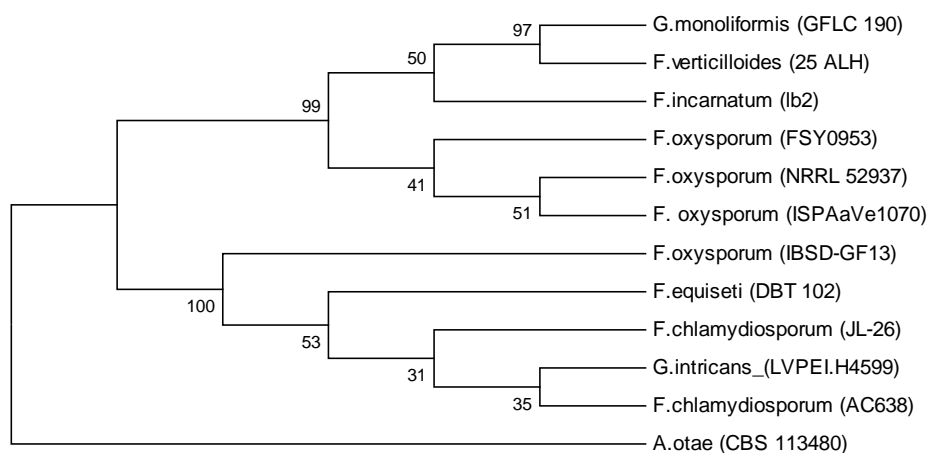 97
G.monoliformis (GFLC 190)
50
F.verticilloides (25 ALH)
99
F.incarnatum (Ib2)
F.oxysporum (FSY0953)
41
F.oxysporum (NRRL 52937)
51
F. oxysporum (ISPAaVe1070)
F.oxysporum (IBSD-GF13)
100
F.equiseti (DBT 102)
53
F.chlamydiosporum (JL-26)
31
G.intricans_(LVPEI.H4599)
35
F.chlamydiosporum (AC638)
A.otae (CBS 113480)